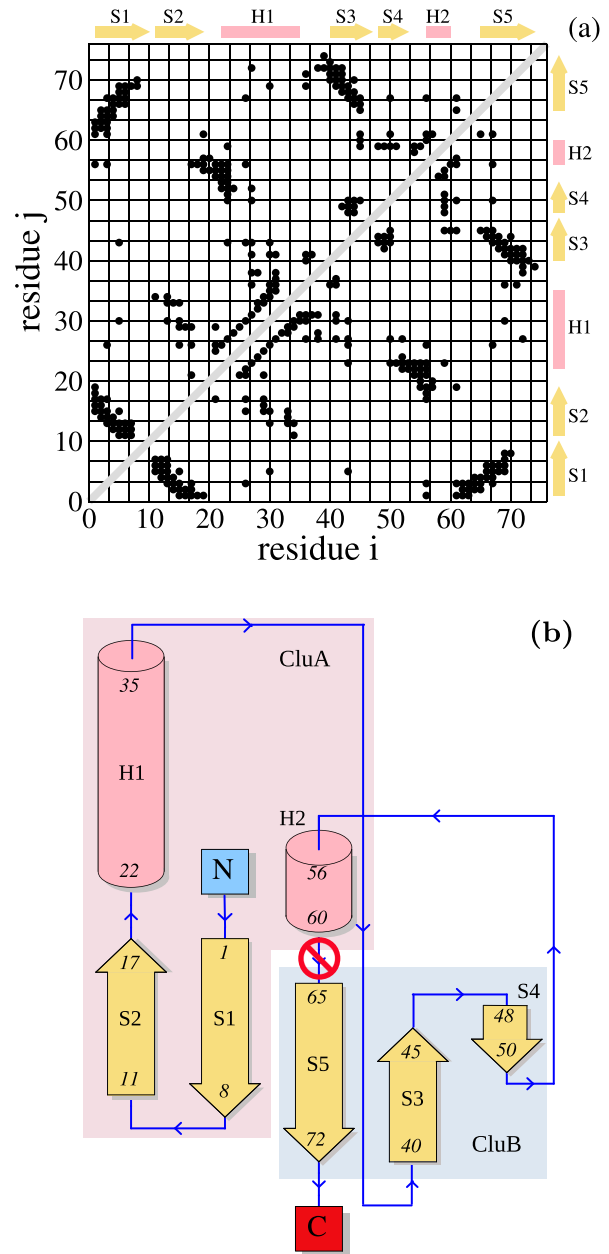 S1 S2 H1 S3 S4 H2 S5
(a)
70
60
50
40
30
20
10
0
residue j
0 10 20 30 40 50 60 70
residue i
S5
H2
S4
S3
H1
S2
S1
(b)
CluA
35
H1
22
H2
56
60
N
1
S1
8
17
S2
11
65
S5
72
S4
48
50
45
S3
40
CluB
C